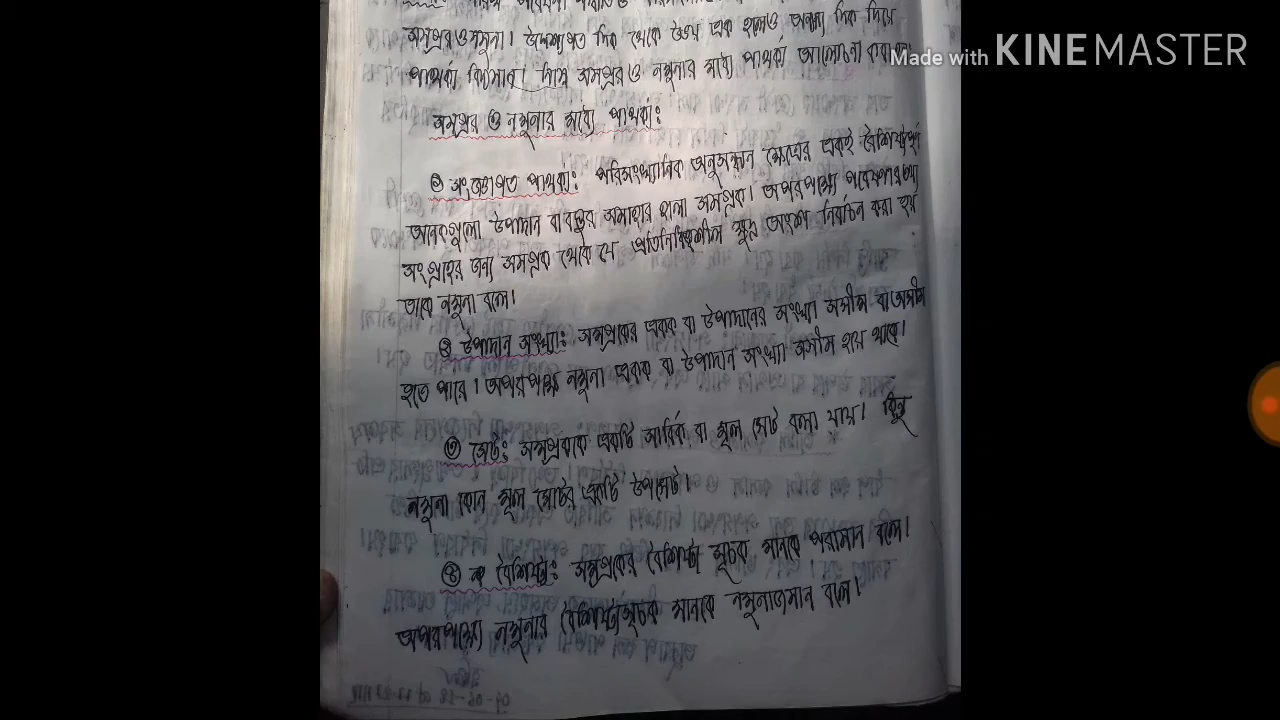 সমগ্রক ও নমুনা। উদ্দেশ্যগত দিক থেকে উভয় এক হলেও অন্যান্য দিক দিয়ে
পার্থক্য বিদ্যমান। নিম্নে সমগ্রক ও নমুনার মধ্যে পার্থক্য আলোচনা করা
Made with KINEMASTER
সমগ্রক ও নমুনার মধ্যে পার্থক্যঃ
① সংজ্ঞাগত পার্থক্যঃ পরিসংখ্যানিক অনুসন্ধান ক্ষেত্রের একই বৈশিষ্ট্যপূর্ণ
অনেকগুলো উপাদান বা বস্তুর সমাহার হলো সমগ্রক। অপরপক্ষে গবেষণার তথ্য
সংগ্রহের জন্য সমগ্রক থেকে যে প্রতিনিধিত্বশীল ক্ষুদ্র অংশ নির্বাচন করা হয়
তাকে নমুনা বলে।
② উপাদান সংখ্যাঃ সমগ্রকের একক বা উপাদানের সংখ্যা সসীম বা অসীম
হতে পারে। অপরপক্ষে নমুনা একক বা উপাদান সংখ্যা সসীম হয়ে থাকে।
③ সেটঃ সমগ্রককে একটি সার্বিক বা মূল সেট বলা যায়। কিন্তু
নমুনা কোন মূল সেটের একটি উপসেট।
④ বৈশিষ্ট্যঃ সমগ্রকের বৈশিষ্ট্য সূচক মানকে পরামান বলে।
অপরপক্ষে নমুনার বৈশিষ্ট্যসূচক মানকে নমুনাজমান বলে।